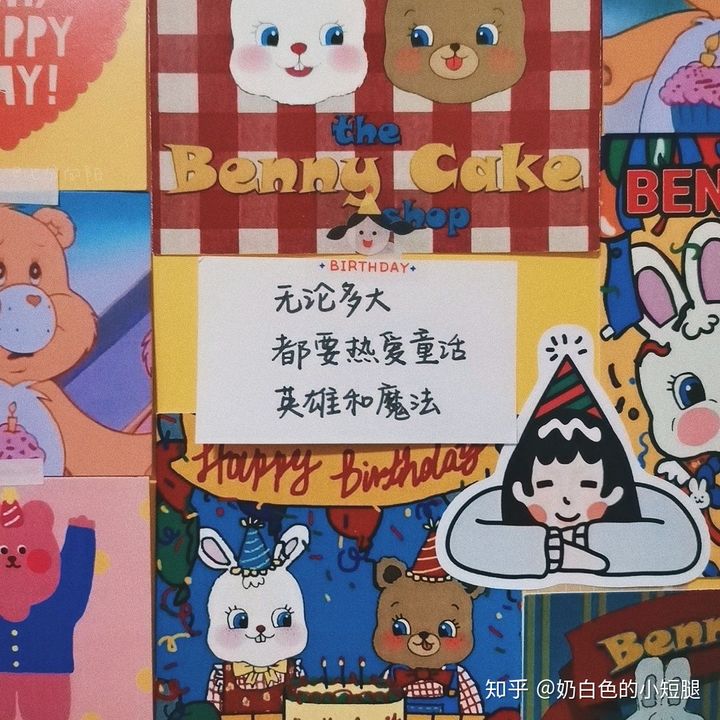 APPY
AY!
the
Benny Cake
shop
BEN
BIRTHDAY
无论多大
都要热爱童话
英雄和魔法
Happy Birthday
Benn
知乎 @奶白色的小短腿